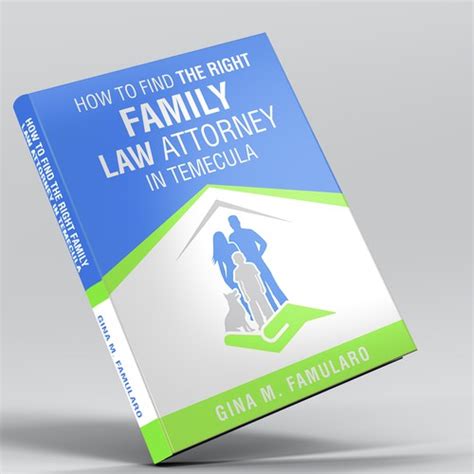 HOW TO FIND THE RIGHT
FAMILY
LAW ATTORNEY
IN TEMECULA
GINA M. FAMULARO
HOW TO FIND THE RIGHT FAMILY
LAW ATTORNEY IN TEMECULA
GINA M. FAMULARO